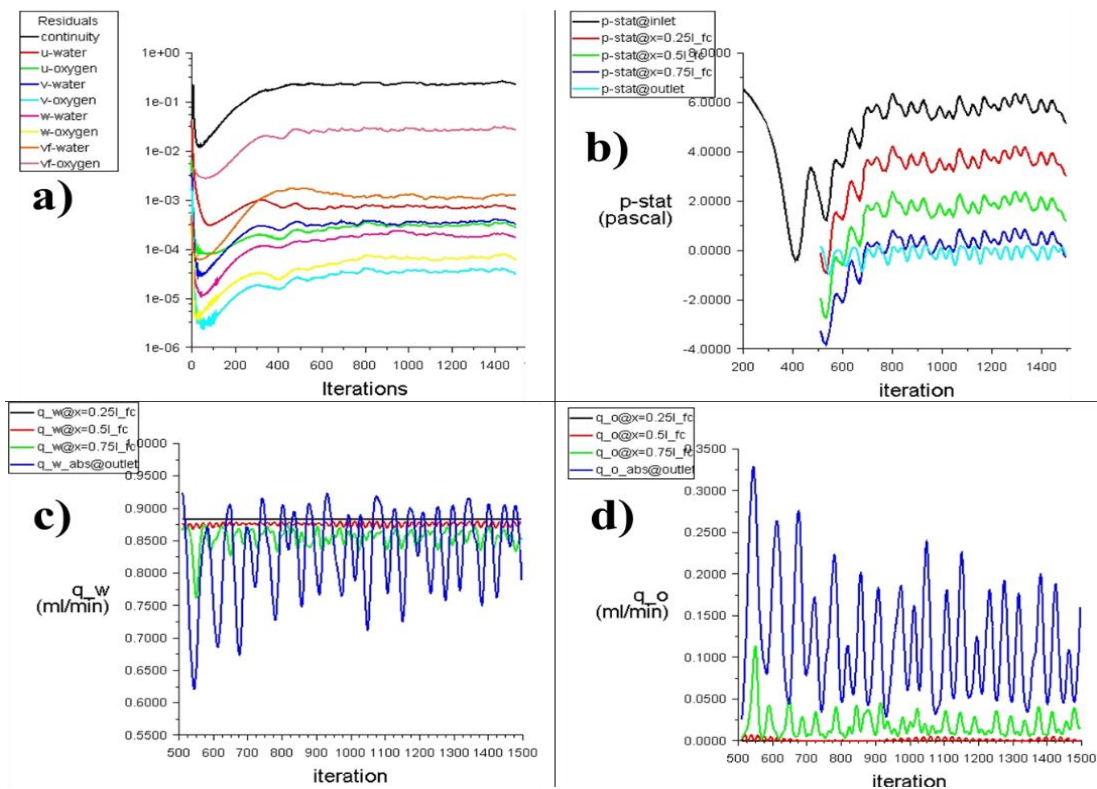 Residuals
continuity
u-water
u-oxygen
v-water
v-oxygen
w-water
w-oxygen
vf-water
vf-oxygen
1e+00
1e-01
1e-02
1e-03
1e-04
1e-05
1e-06
0 200 400 600 800 1000 1200 1400
Iterations
a)
p-stat@inlet
p-stat@x=0.25l_fc
p-stat@x=0.5l_fc
p-stat@x=0.75l_fc
p-stat@outlet
8.0000
6.0000
4.0000
2.0000
0.0000
-2.0000
-4.0000
p-stat
(pascal)
200 400 600 800 1000 1200 1400
iteration
b)
q_w@x=0.25l_fc
q_w@x=0.5l_fc
q_w@x=0.75l_fc
q_w_abs@outlet
1.0000
0.9500
0.9000
0.8500
0.8000
0.7500
0.7000
0.6500
0.6000
0.5500
q_w
(ml/min)
500 600 700 800 900 1000 1100 1200 1300 1400 1500
iteration
c)
q_o@x=0.25l_fc
q_o@x=0.5l_fc
q_o@x=0.75l_fc
q_o_abs@outlet
0.3500
0.3000
0.2500
0.2000
0.1500
0.1000
0.0500
0.0000
q_o
(ml/min)
500 600 700 800 900 1000 1100 1200 1300 1400 1500
iteration
d)